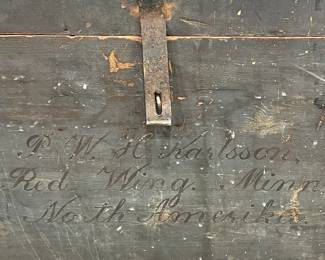 P. W. H Karlsson,
Red Wing. Minn
North Amerika